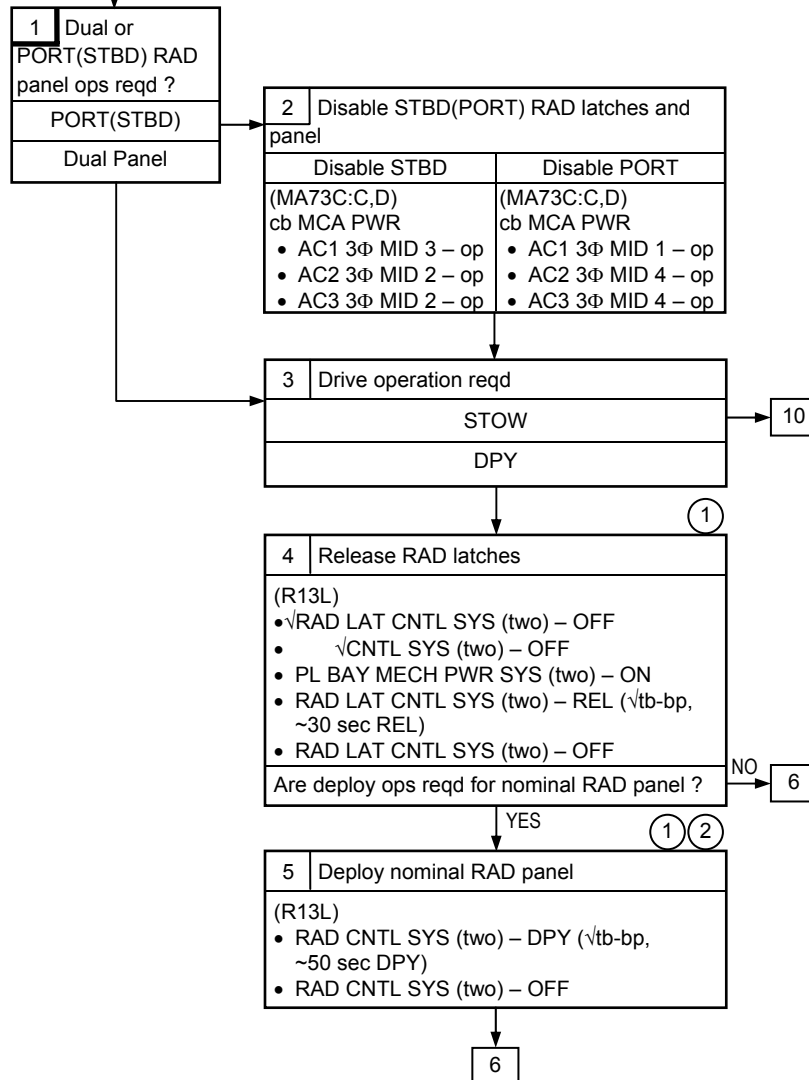 1 Dual or
PORT(STBD) RAD
panel ops reqd ?
PORT(STBD)
Dual Panel
2 Disable STBD(PORT) RAD latches and
panel
Disable STBD
(MA73C:C,D)
cb MCA PWR
• AC1 3Φ MID 3 – op
• AC2 3Φ MID 2 – op
• AC3 3Φ MID 2 – op
Disable PORT
(MA73C:C,D)
cb MCA PWR
• AC1 3Φ MID 1 – op
• AC2 3Φ MID 4 – op
• AC3 3Φ MID 4 – op
3 Drive operation reqd
STOW
10
DPY
1
4 Release RAD latches
(R13L)
•√RAD LAT CNTL SYS (two) – OFF
• √CNTL SYS (two) – OFF
• PL BAY MECH PWR SYS (two) – ON
• RAD LAT CNTL SYS (two) – REL (√tb-bp,
~30 sec REL)
• RAD LAT CNTL SYS (two) – OFF
Are deploy ops reqd for nominal RAD panel ?
NO
6
YES
1 2
5 Deploy nominal RAD panel
(R13L)
• RAD CNTL SYS (two) – DPY (√tb-bp,
~50 sec DPY)
• RAD CNTL SYS (two) – OFF
6